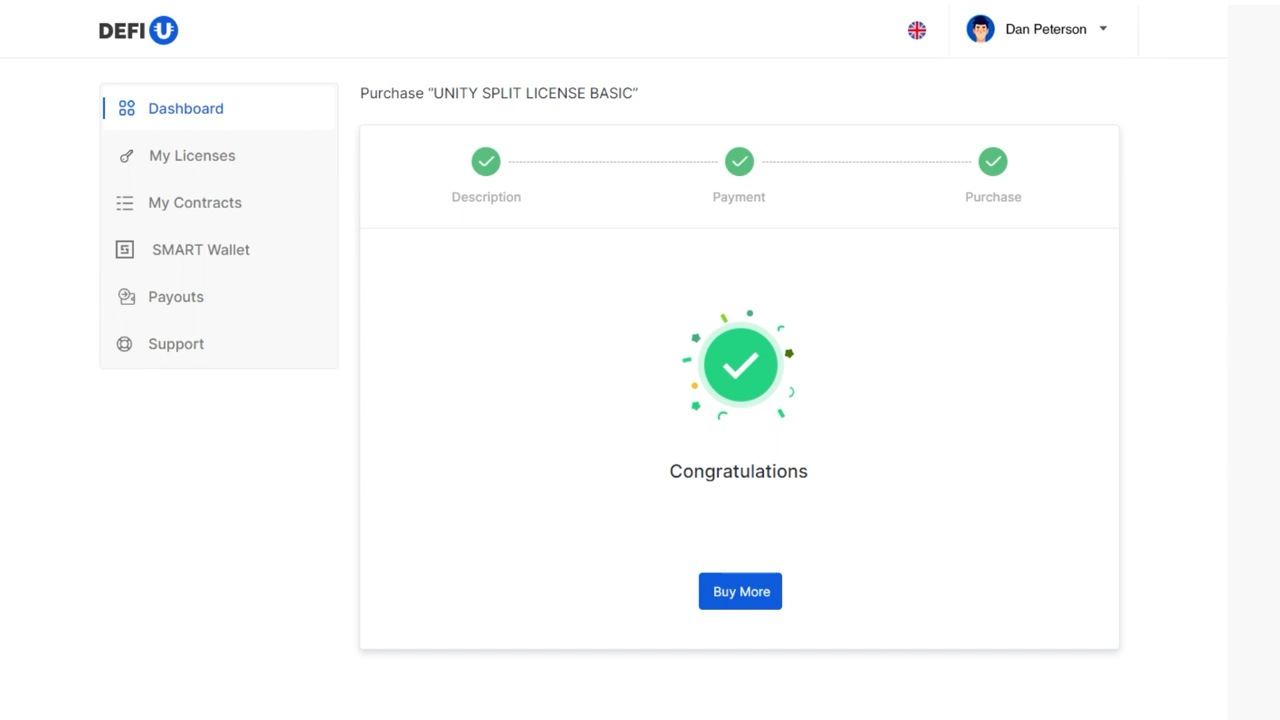 DEFI U
Dan Peterson
Dashboard
My Licenses
My Contracts
SMART Wallet
Payouts
Support
Purchase “UNITY SPLIT LICENSE BASIC”
Description
Payment
Purchase
Congratulations
Buy More